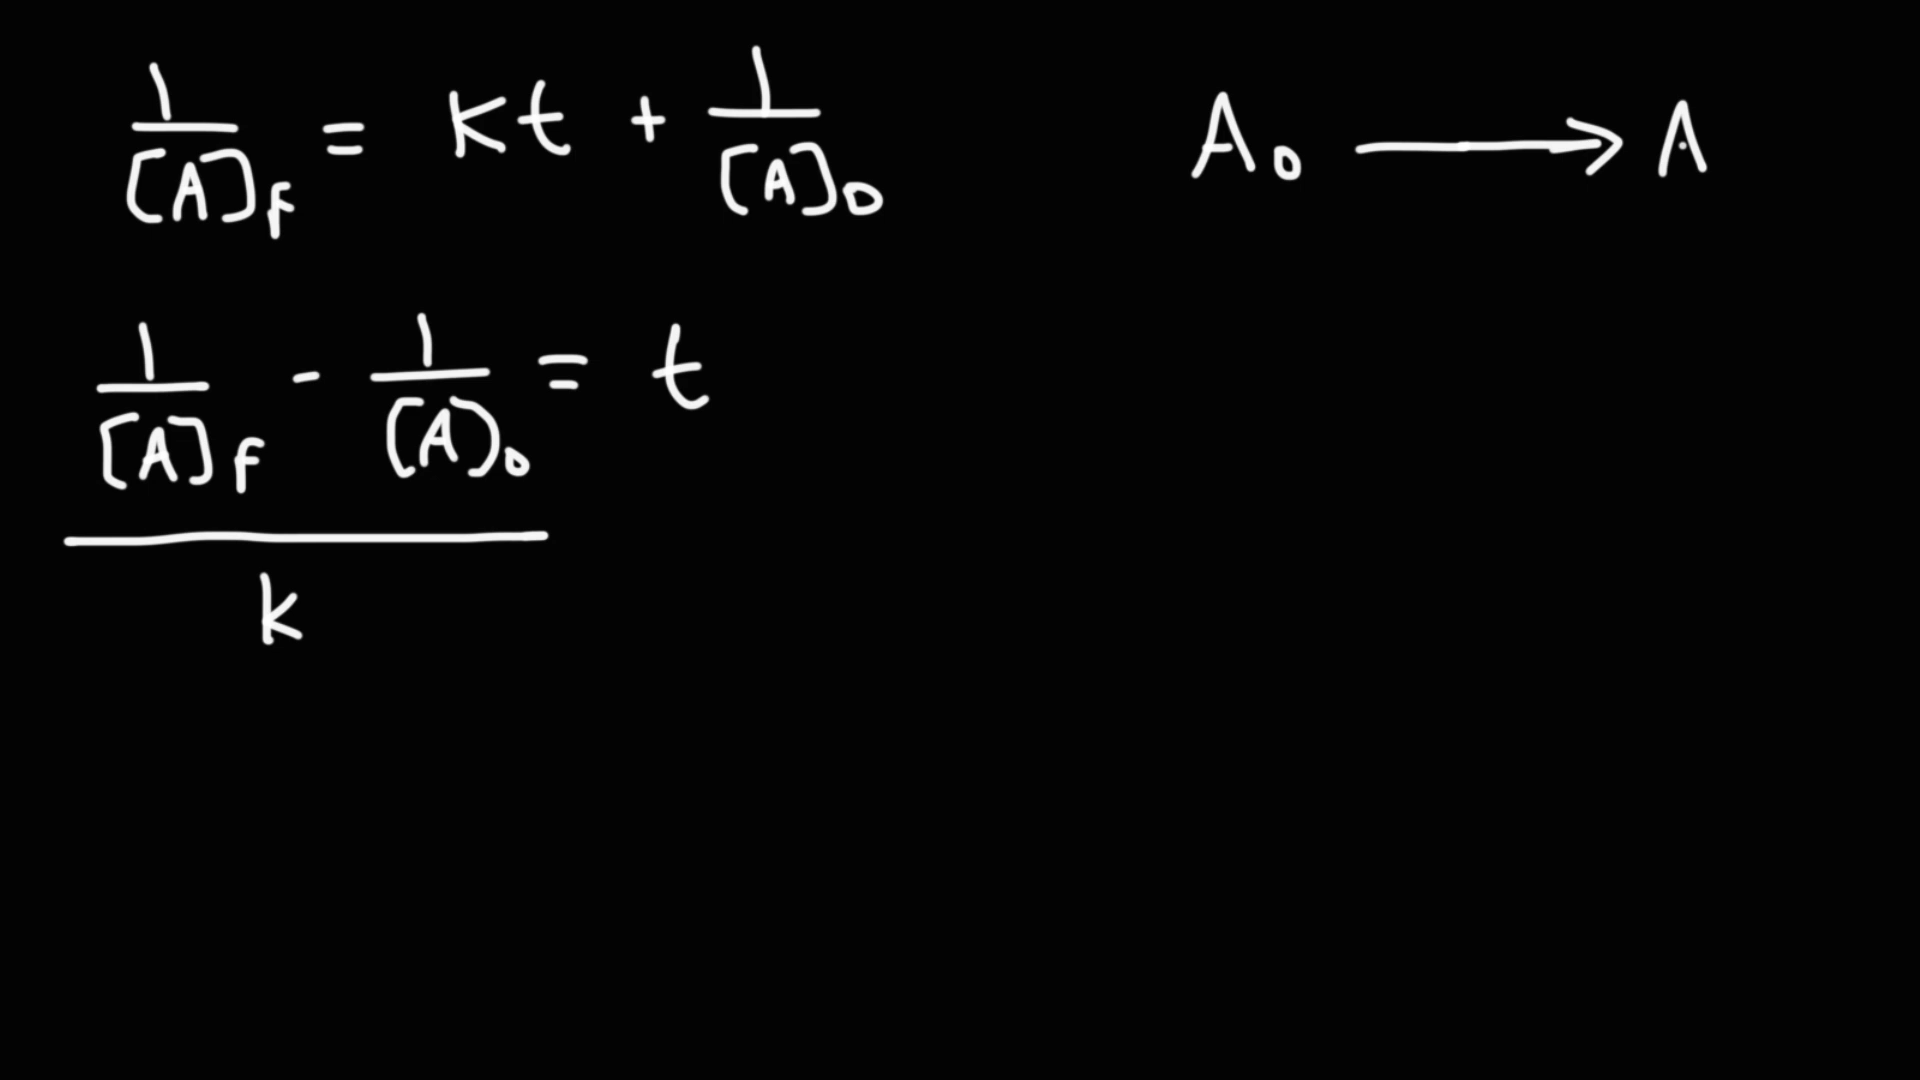 1/[A]F = Kt + 1/[A]0
A0 → A
(1/[A]F - 1/[A)0)/k = t